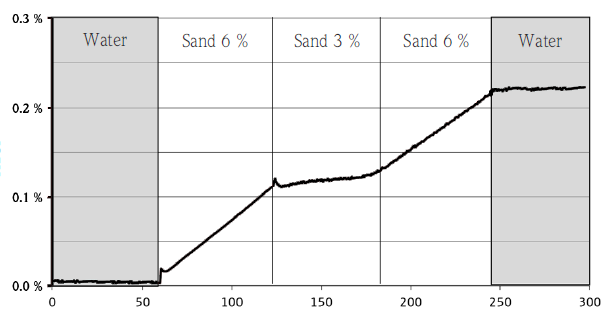 0.3 %
Water
Sand 6 %
Sand 3 %
Sand 6 %
Water
0.2 %
0.1 %
0.0 %
0
50
100
150
200
250
300